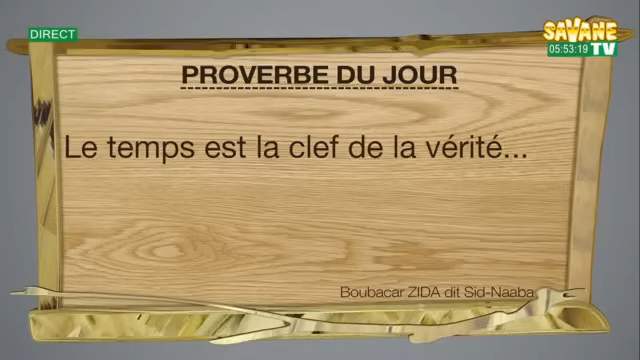 DIRECT
SAVANE
05:53:19 TV
PROVERBE DU JOUR
Le temps est la clef de la vérité...
Boubacar ZIDA dit Sid-Naaba